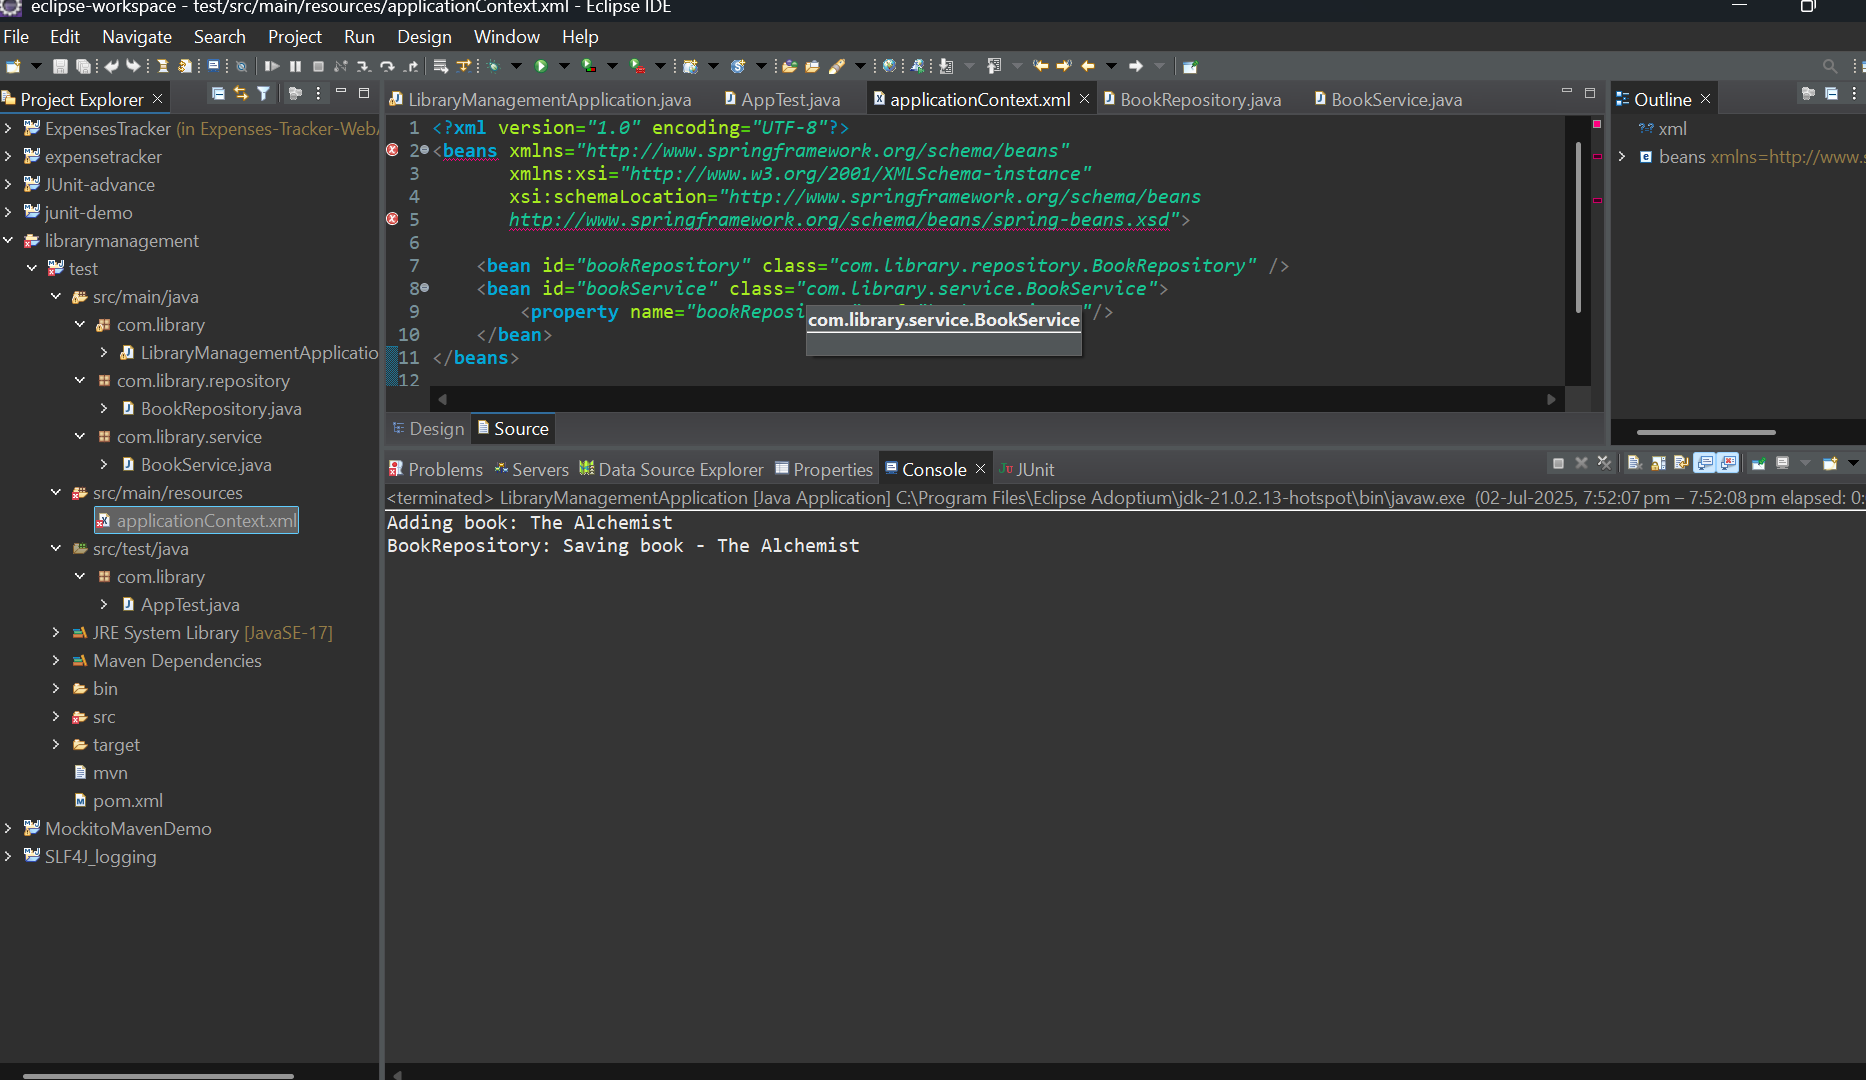 eclipse-workspace - test/src/main/resources/applicationContext.xml - Eclipse IDE
File Edit Navigate Search Project Run Design Window Help
Project Explorer
ExpensesTracker (in Expenses-Tracker-Web
expensetracker
JUnit-advance
junit-demo
librarymanagement
test
src/main/java
com.library
LibraryManagementApplicatio
com.library.repository
BookRepository.java
com.library.service
BookService.java
src/main/resources
applicationContext.xml
src/test/java
com.library
AppTest.java
JRE System Library [JavaSE-17]
Maven Dependencies
bin
src
target
mvn
pom.xml
MockitoMavenDemo
SLF4J_logging
LibraryManagementApplication.java AppTest.java applicationContext.xml BookRepository.java BookService.java
1 <?xml version="1.0" encoding="UTF-8"?>
2 <beans xmlns="http://www.springframework.org/schema/beans"
3 xmlns:xsi="http://www.w3.org/2001/XMLSchema-instance"
4 xsi:schemaLocation="http://www.springframework.org/schema/beans
5 http://www.springframework.org/schema/beans/spring-beans.xsd">
6
7 <bean id="bookRepository" class="com.library.repository.BookRepository" />
8 <bean id="bookService" class="com.library.service.BookService">
9 <property name="bookReposi "/>
com.library.service.BookService
10 </bean>
11 </beans>
12
Design Source
Outline
xml
beans xmlns=http://www.
Problems Servers Data Source Explorer Properties Console JUnit
<terminated> LibraryManagementApplication [Java Application] C:\Program Files\Eclipse Adoptium\jdk-21.0.2.13-hotspot\bin\javaw.exe (02-Jul-2025, 7:52:07 pm – 7:52:08 pm elapsed: 0:
Adding book: The Alchemist
BookRepository: Saving book - The Alchemist